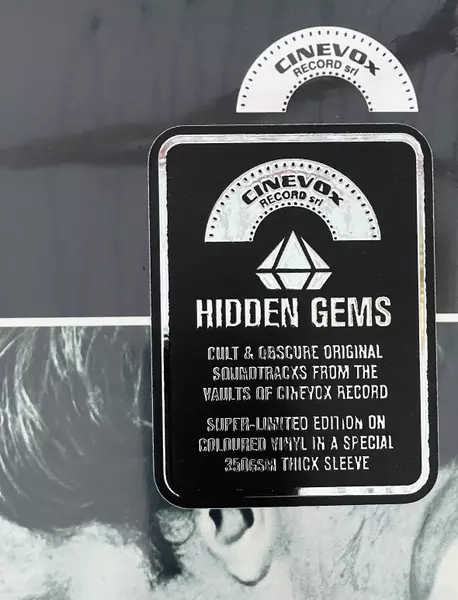 CINEVOX
RECORD srl
CINEVOX
RECORD srl
HIDDEN GEMS
CULT & OBSCURE ORIGINAL
SOUNDTRACKS FROM THE
VAULTS OF CINEVOX RECORD
SUPER-LIMITED EDITION ON
COLOURED VINYL IN A SPECIAL
350GSM THICK SLEEVE